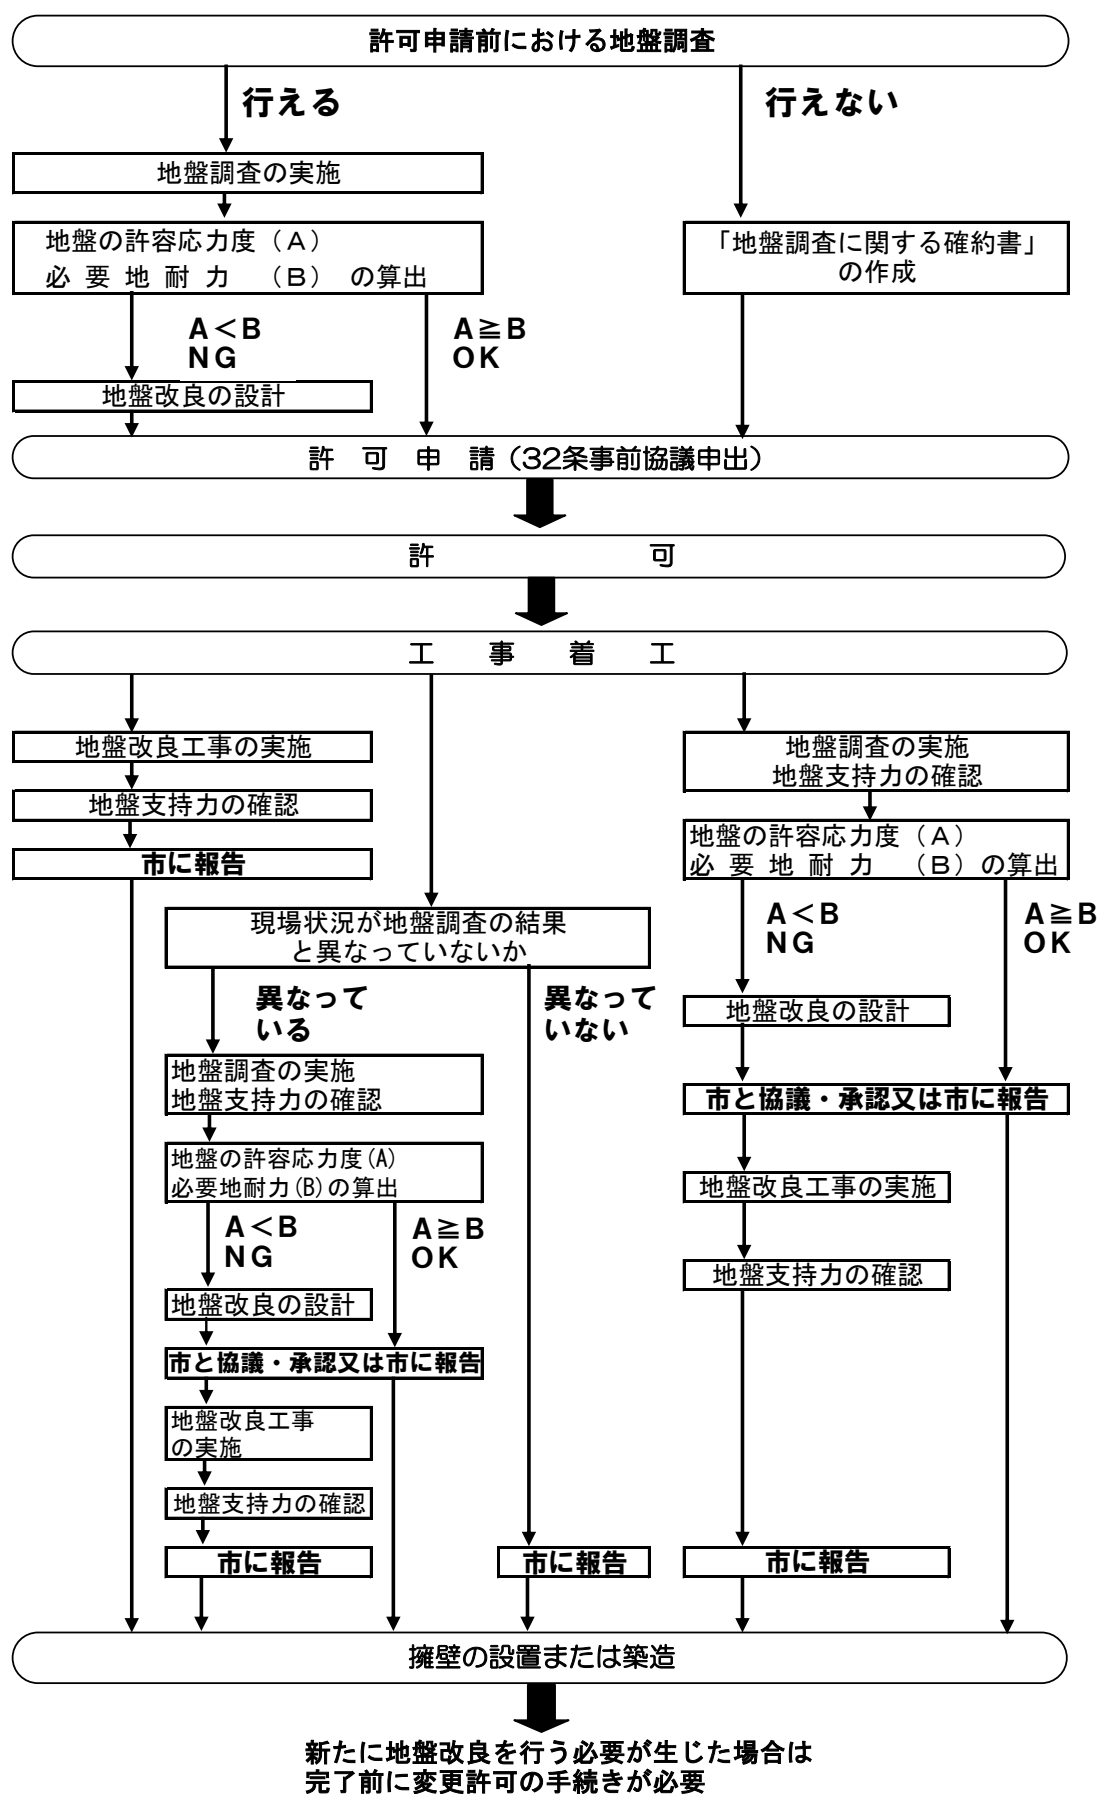 許可申請前における地盤調査
行える
行えない
地盤調査の実施
地盤の許容応力度（Ａ）
必要地耐力（Ｂ）の算出
「地盤調査に関する確約書」
の作成
A＜B
NG
A≧B
OK
地盤改良の設計
許可申請（32条事前協議申出）
許可
工事着工
地盤改良工事の実施
地盤支持力の確認
市に報告
地盤調査の実施
地盤支持力の確認
地盤の許容応力度（Ａ）
必要地耐力（Ｂ）の算出
A＜B
NG
A≧B
OK
現場状況が地盤調査の結果
と異なっていないか
異なって
いる
異なって
いない
地盤改良の設計
地盤調査の実施
地盤支持力の確認
市と協議・承認又は市に報告
地盤の許容応力度(A)
必要地耐力(B)の算出
A＜B
NG
A≧B
OK
地盤改良工事の実施
地盤支持力の確認
地盤改良の設計
市と協議・承認又は市に報告
地盤改良工事
の実施
地盤支持力の確認
市に報告
市に報告
市に報告
擁壁の設置または築造
新たに地盤改良を行う必要が生じた場合は
完了前に変更許可の手続きが必要